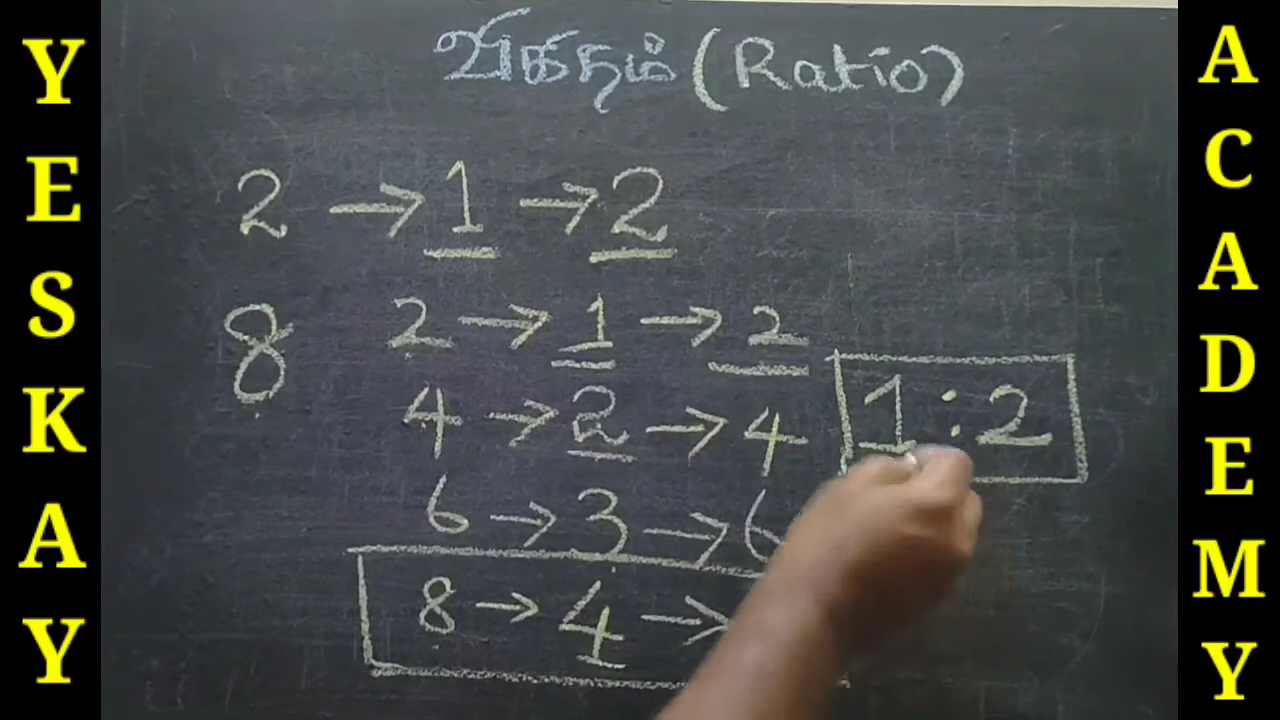 YESKAY
விகிதம் (Ratio)
2 → 1 → 2
8
2 → 1 → 2
4 → 2 → 4
1 : 2
6 → 3 → 6
8 → 4 →
ACADEMY